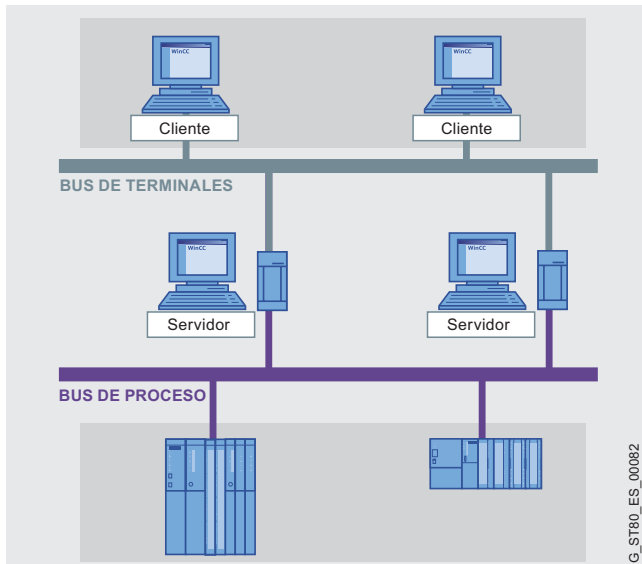 WinCC
WinCC
Cliente
Cliente
BUS DE TERMINALES
WinCC
WinCC
Servidor
Servidor
BUS DE PROCESO
G_ST80_ES_00082